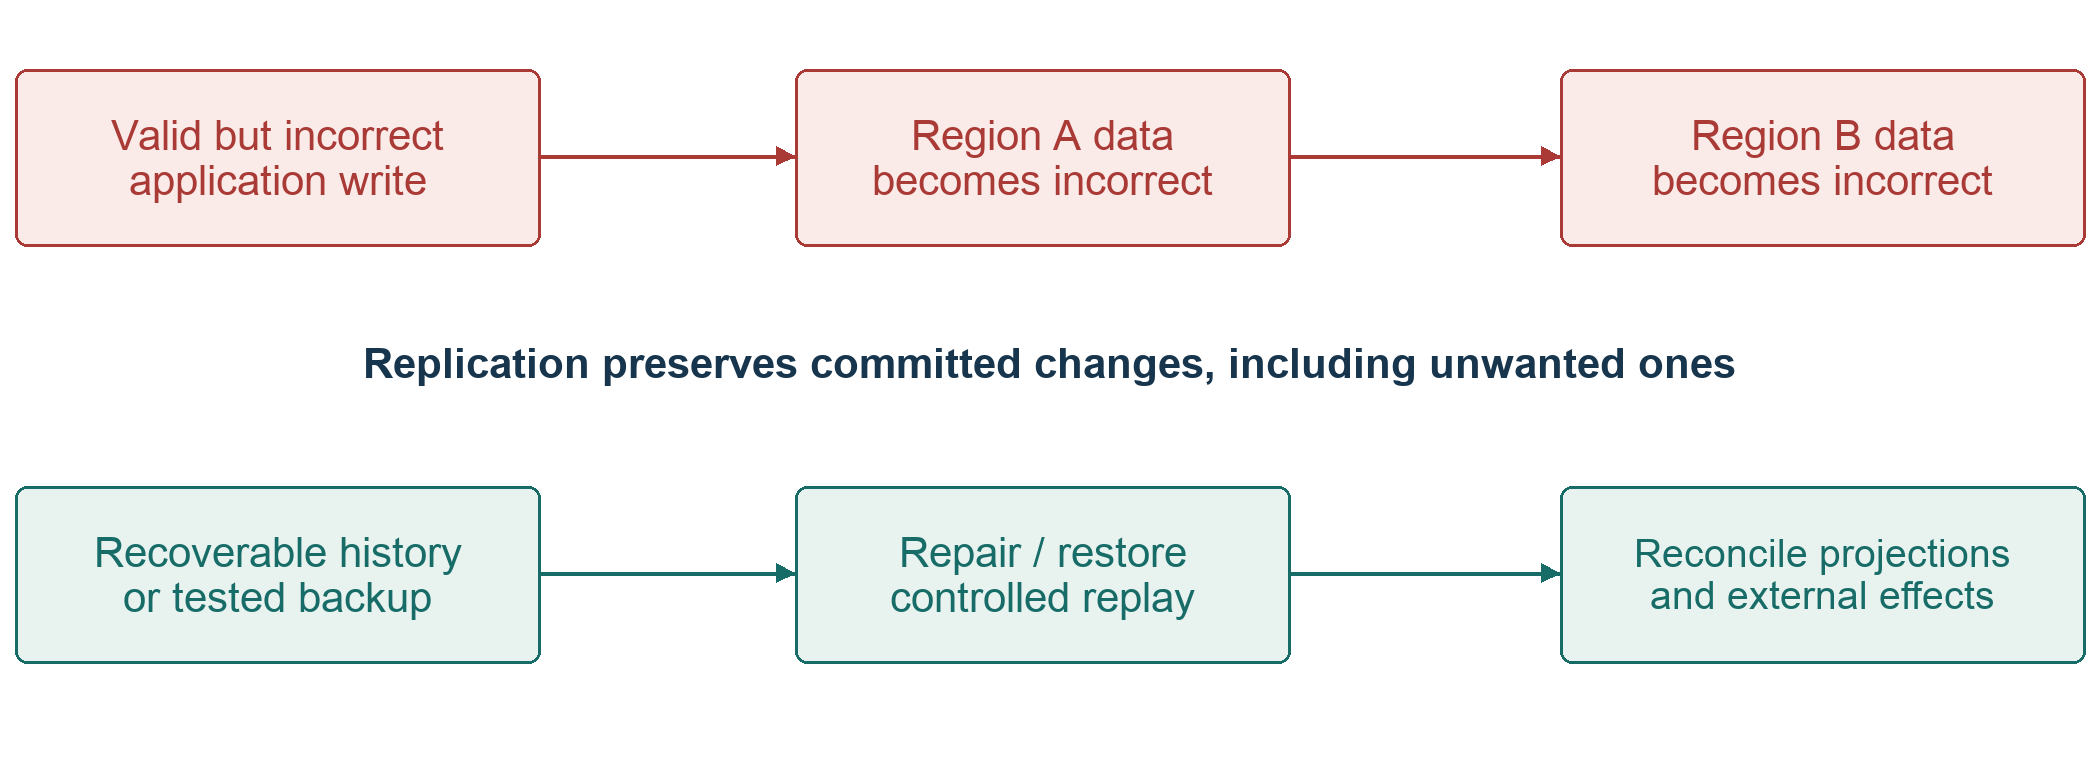 Valid but incorrect
application write
Region A data
becomes incorrect
Region B data
becomes incorrect
Replication preserves committed changes, including unwanted ones
Recoverable history
or tested backup
Repair / restore
controlled replay
Reconcile projections
and external effects